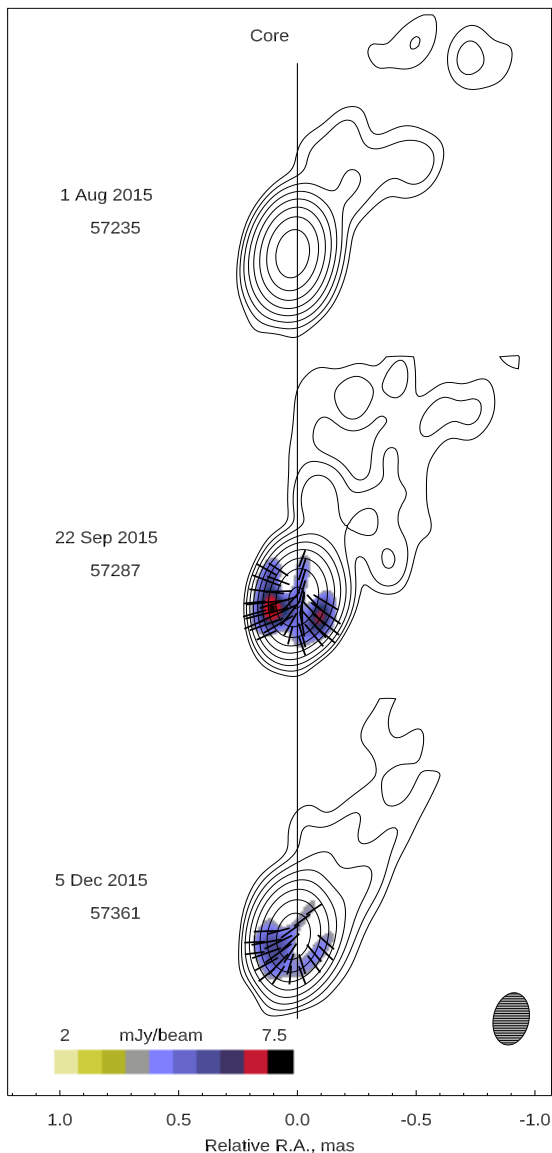 Core
1 Aug 2015
57235
22 Sep 2015
57287
5 Dec 2015
57361
2 mJy/beam 7.5
1.0 0.5 0.0 -0.5 -1.0
Relative R.A., mas